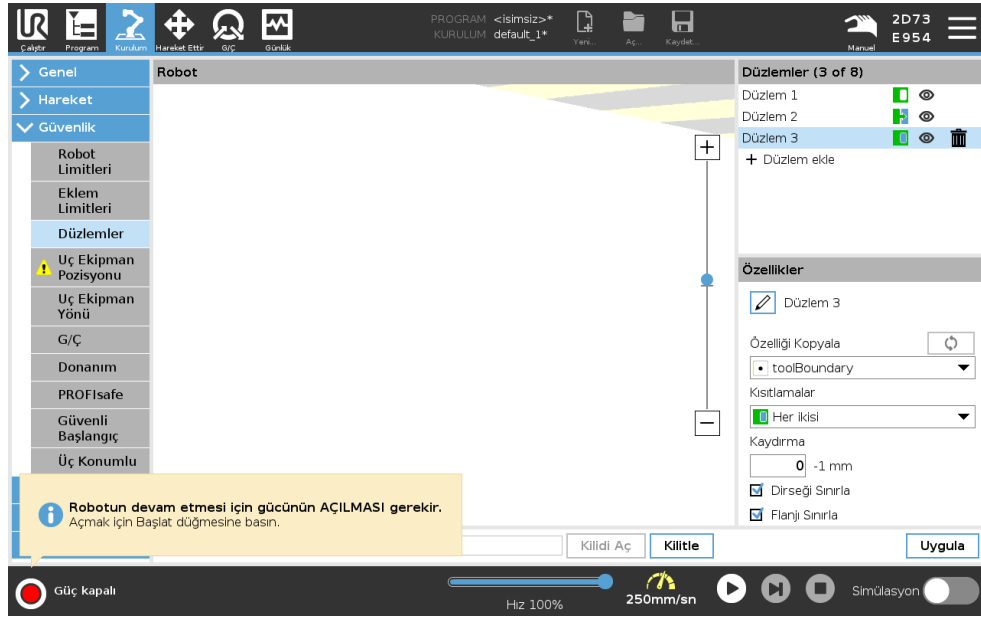 PROGRAM <isimsiz>*
KURULUM default_1*
Yeni...
Aç...
Kaydet...
Manuel
2D73
E954
Çalıştır
Program
Kurulum
Hareket Ettir
G/Ç
Günlük
Genel
Hareket
Güvenlik
Robot
Limitleri
Eklem
Limitleri
Düzlemler
Uç Ekipman
Pozisyonu
Uç Ekipman
Yönü
G/Ç
Donanım
PROFIsafe
Güvenli
Başlangıç
Üç Konumlu
Robot
Düzlemler (3 of 8)
Düzlem 1
Düzlem 2
Düzlem 3
+ Düzlem ekle
Özellikler
Düzlem 3
Özelliği Kopyala
toolBoundary
Kısıtlamalar
Her ikisi
Kaydırma
0 -1 mm
Dirseği Sınırla
Flanjı Sınırla
Robotun devam etmesi için gücünün AÇILMASI gerekir.
Açmak için Başlat düğmesine basın.
Kilidi Aç
Kilitle
Uygula
Güç kapalı
Hız 100%
250mm/sn
Simülasyon